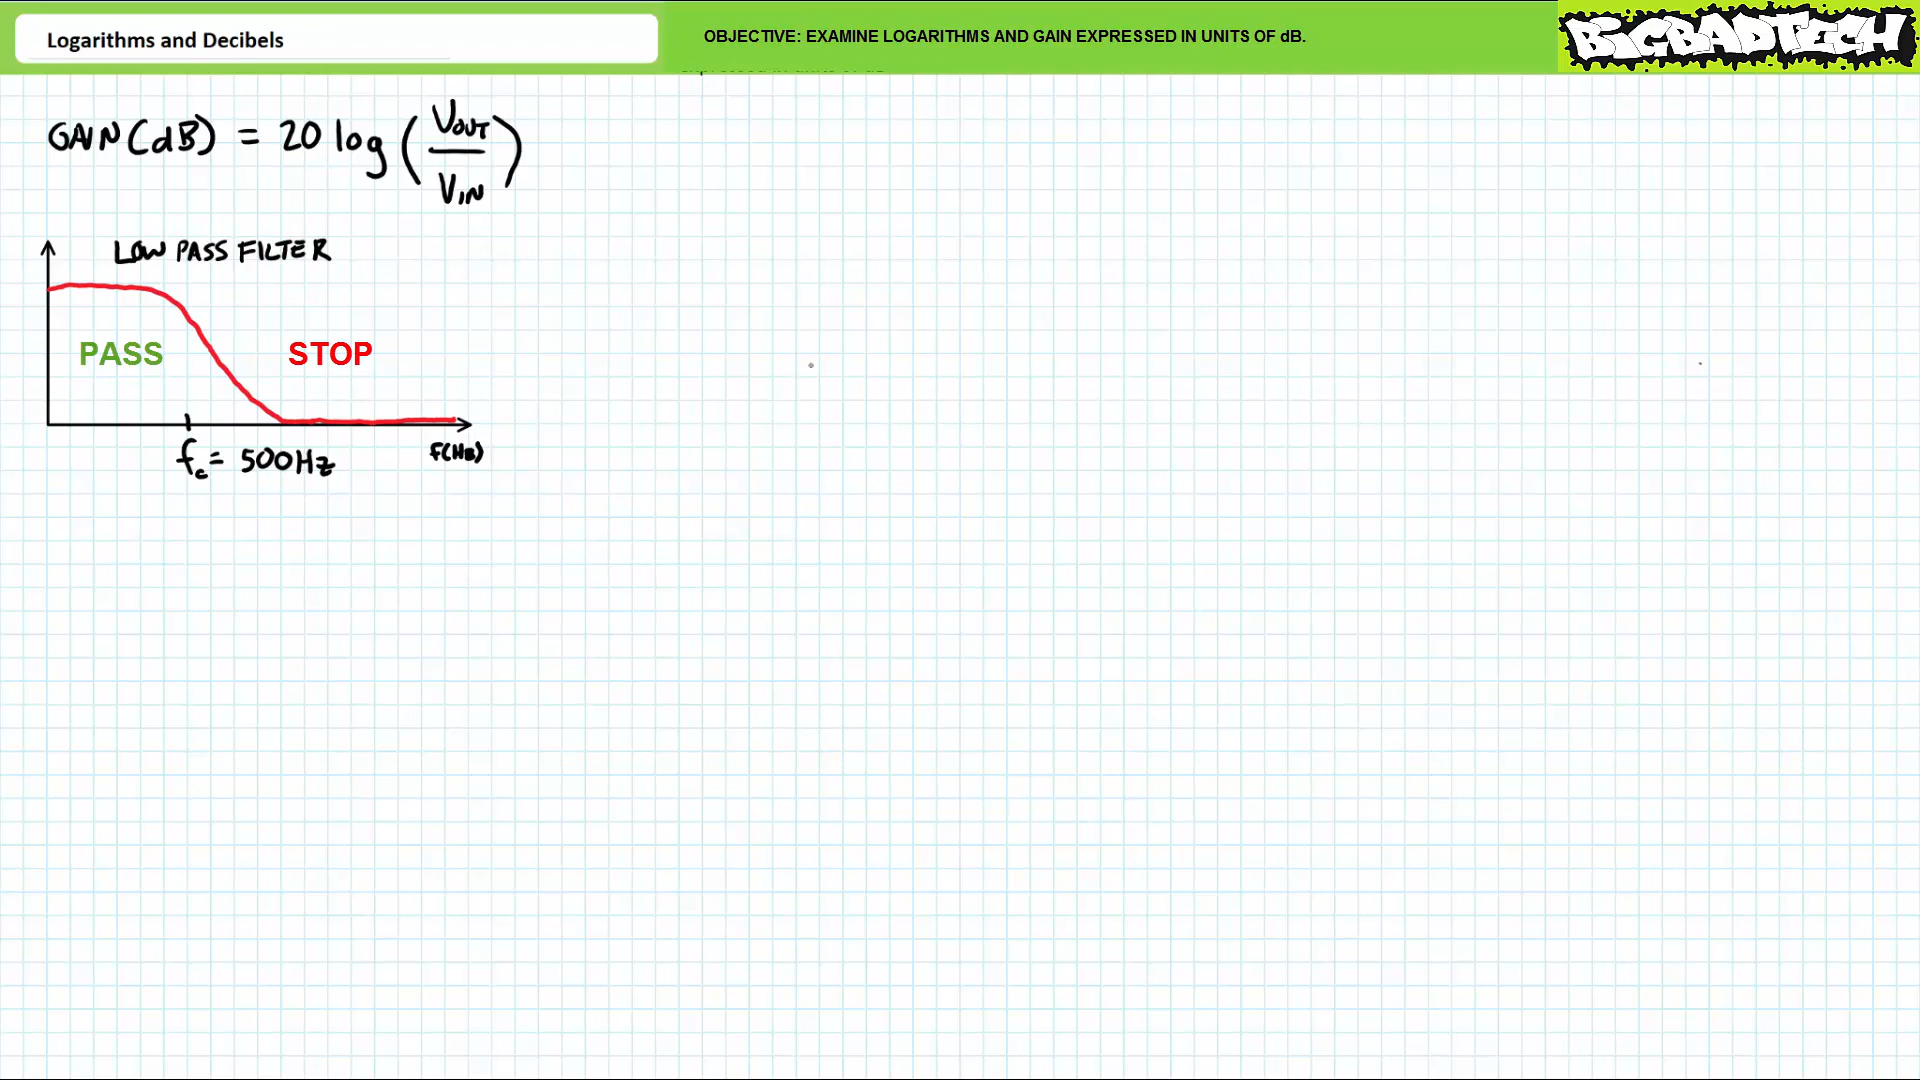 Logarithms and Decibels
OBJECTIVE: EXAMINE LOGARITHMS AND GAIN EXPRESSED IN UNITS OF dB.
BIGBADTECH
GAIN(dB) = 20 log (VOUT / VIN)
LOW PASS FILTER
PASS
STOP
fc = 500Hz
f(Hz)